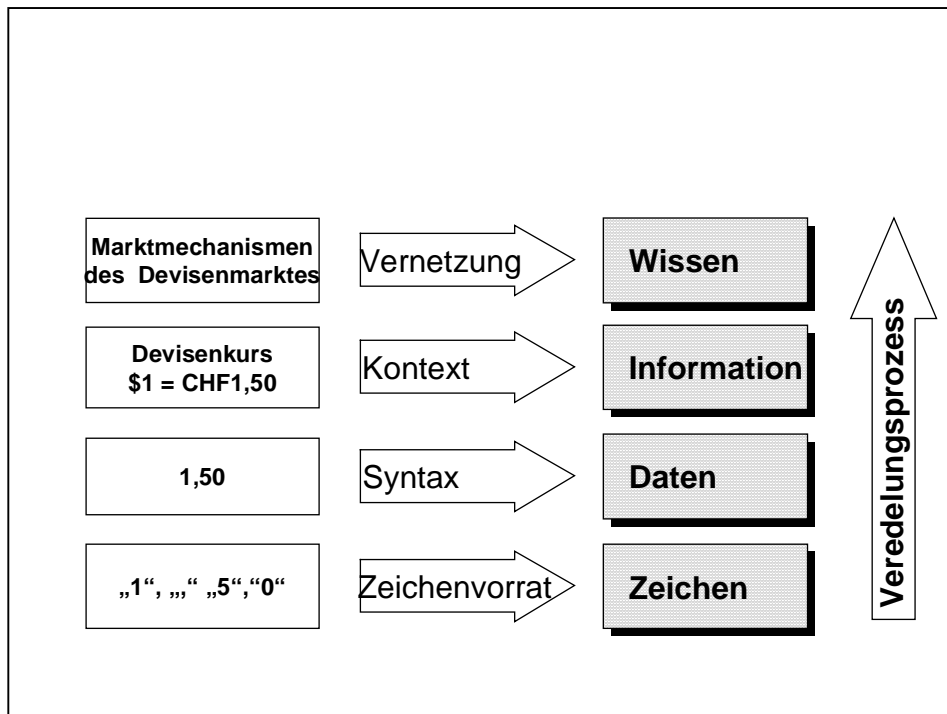 Marktmechanismen
des Devisenmarktes
Vernetzung
Wissen
Devisenkurs
$1 = CHF1,50
Kontext
Information
1,50
Syntax
Daten
„1“, „,“ „5“,“0“
Zeichenvorrat
Zeichen
Veredelungsprozess